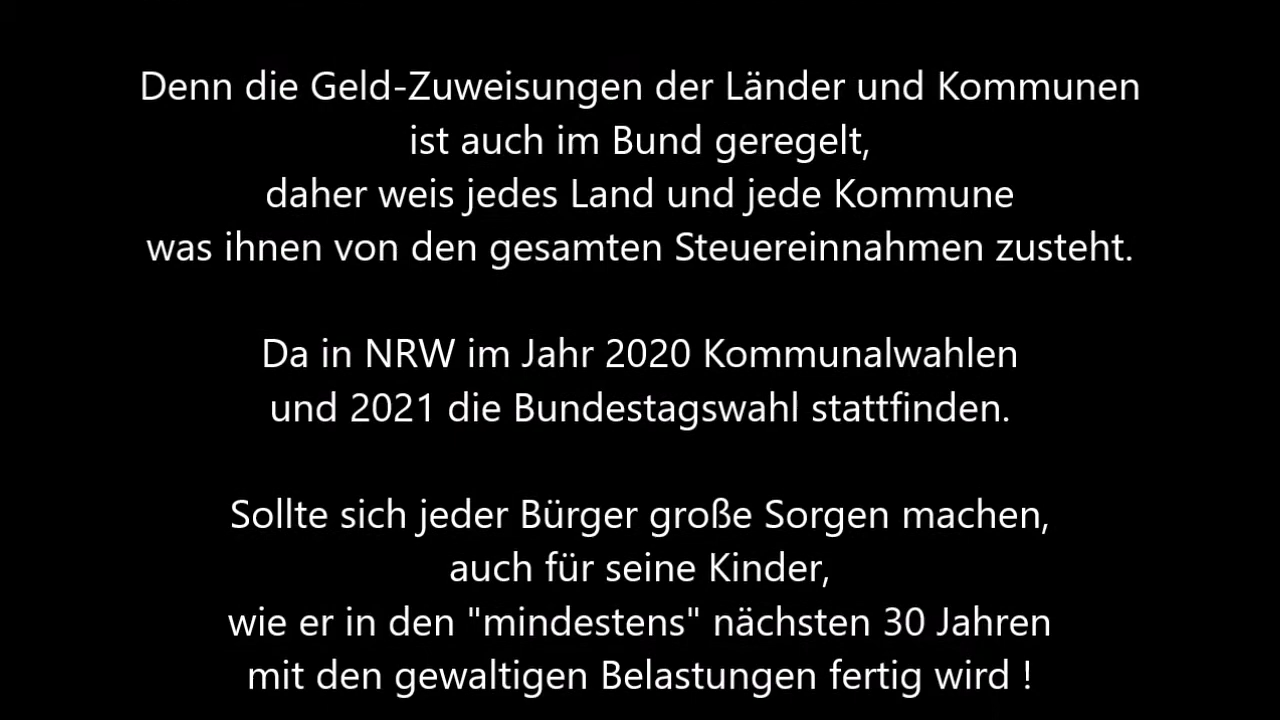 Denn die Geld-Zuweisungen der Länder und Kommunen
ist auch im Bund geregelt,
daher weis jedes Land und jede Kommune
was ihnen von den gesamten Steuereinnahmen zusteht.
Da in NRW im Jahr 2020 Kommunalwahlen
und 2021 die Bundestagswahl stattfinden.
Sollte sich jeder Bürger große Sorgen machen,
auch für seine Kinder,
wie er in den "mindestens" nächsten 30 Jahren
mit den gewaltigen Belastungen fertig wird !